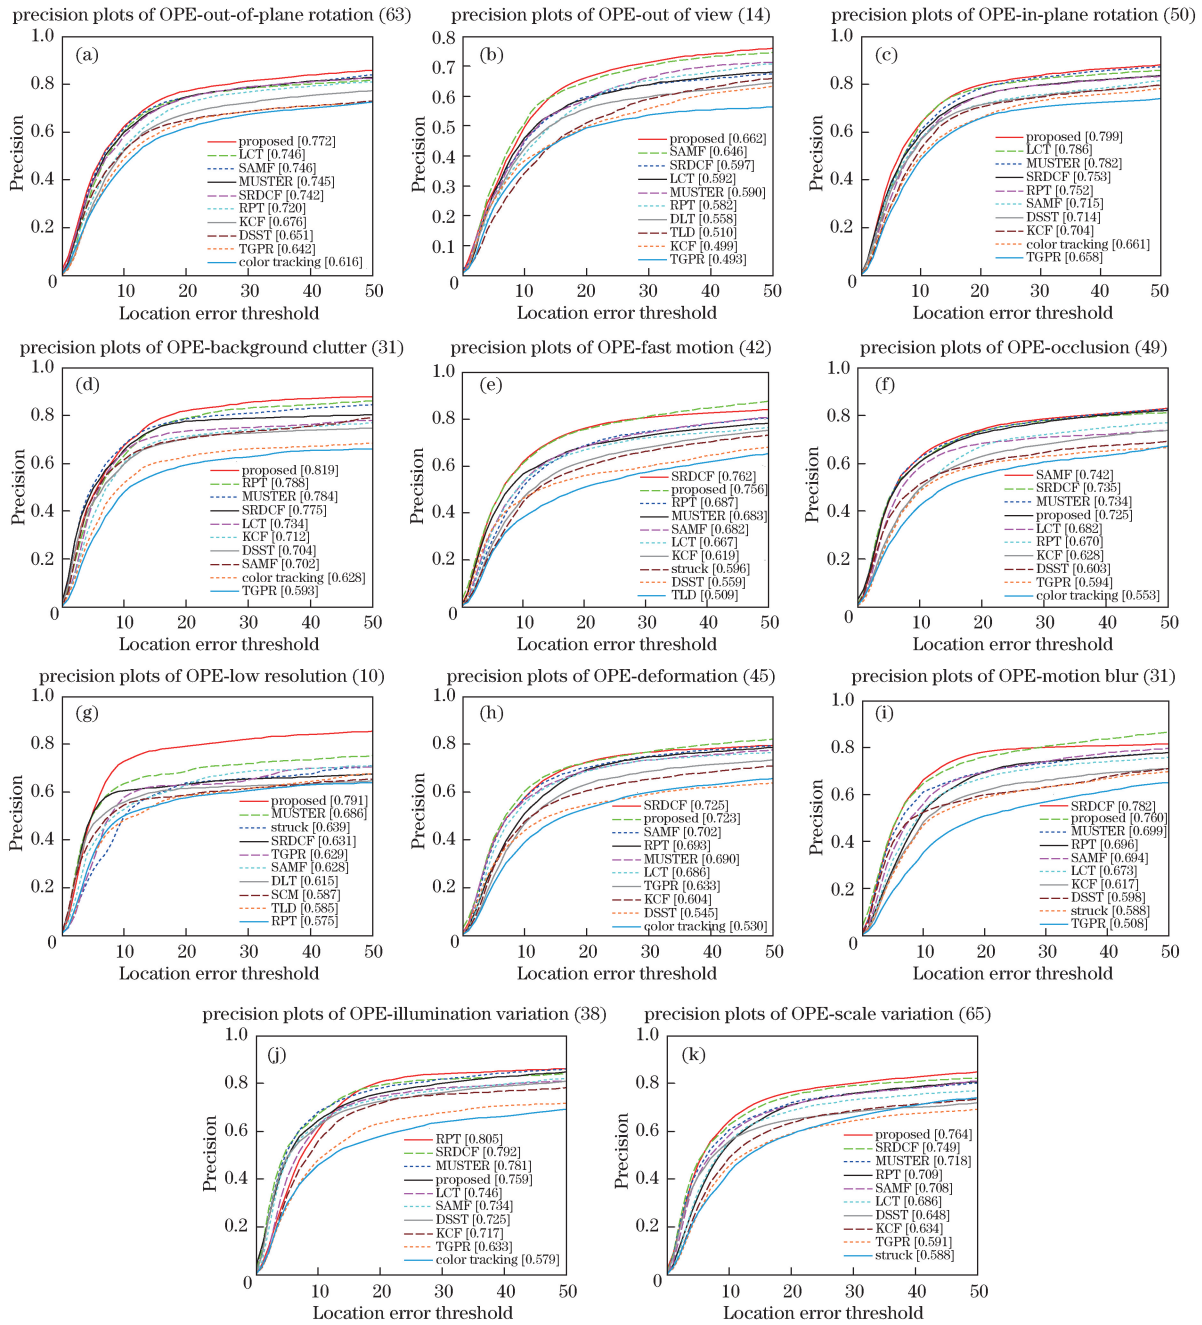 precision plots of OPE-out-of-plane rotation (63)
(a)
Precision
1.0
0.8
0.6
0.4
0.2
0
10
20
30
40
50
Location error threshold
proposed [0.772]
LCT [0.746]
SAMF [0.746]
MUSTER [0.745]
SRDCF [0.742]
RPT [0.720]
KCF [0.676]
DSST [0.651]
TGPR [0.642]
color tracking [0.616]
precision plots of OPE-out of view (14)
(b)
Precision
0.8
0.7
0.6
0.5
0.4
0.3
0.2
0.1
0
10
20
30
40
50
Location error threshold
proposed [0.662]
SAMF [0.646]
SRDCF [0.597]
LCT [0.592]
MUSTER [0.590]
RPT [0.582]
DLT [0.558]
TLD [0.510]
KCF [0.499]
TGPR [0.493]
precision plots of OPE-in-plane rotation (50)
(c)
Precision
1.0
0.8
0.6
0.4
0.2
0
10
20
30
40
50
Location error threshold
proposed [0.799]
LCT [0.786]
MUSTER [0.782]
SRDCF [0.753]
RPT [0.752]
SAMF [0.715]
DSST [0.714]
KCF [0.704]
color tracking [0.661]
TGPR [0.658]
precision plots of OPE-background clutter (31)
(d)
Precision
1.0
0.8
0.6
0.4
0.2
0
10
20
30
40
50
Location error threshold
proposed [0.819]
RPT [0.788]
MUSTER [0.784]
SRDCF [0.775]
LCT [0.734]
KCF [0.712]
DSST [0.704]
SAMF [0.702]
color tracking [0.628]
TGPR [0.593]
precision plots of OPE-fast motion (42)
(e)
Precision
1.0
0.8
0.6
0.4
0.2
0
10
20
30
40
50
Location error threshold
SRDCF [0.762]
proposed [0.756]
RPT [0.687]
MUSTER [0.683]
SAMF [0.682]
LCT [0.667]
KCF [0.619]
struck [0.596]
DSST [0.559]
TLD [0.509]
precision plots of OPE-occlusion (49)
(f)
Precision
1.0
0.8
0.6
0.4
0.2
0
10
20
30
40
50
Location error threshold
SAMF [0.742]
SRDCF [0.735]
MUSTER [0.734]
proposed [0.725]
LCT [0.682]
RPT [0.670]
KCF [0.628]
DSST [0.603]
TGPR [0.594]
color tracking [0.553]
precision plots of OPE-low resolution (10)
(g)
Precision
1.0
0.8
0.6
0.4
0.2
0
10
20
30
40
50
Location error threshold
proposed [0.791]
MUSTER [0.686]
struck [0.639]
SRDCF [0.631]
TGPR [0.629]
SAMF [0.628]
DLT [0.615]
SCM [0.587]
TLD [0.585]
RPT [0.575]
precision plots of OPE-deformation (45)
(h)
Precision
1.0
0.8
0.6
0.4
0.2
0
10
20
30
40
50
Location error threshold
SRDCF [0.725]
proposed [0.723]
SAMF [0.702]
RPT [0.693]
MUSTER [0.690]
LCT [0.686]
TGPR [0.633]
KCF [0.604]
DSST [0.545]
color tracking [0.530]
precision plots of OPE-motion blur (31)
(i)
Precision
1.0
0.8
0.6
0.4
0.2
0
10
20
30
40
50
Location error threshold
SRDCF [0.782]
proposed [0.760]
MUSTER [0.699]
RPT [0.696]
SAMF [0.694]
LCT [0.673]
KCF [0.617]
DSST [0.598]
struck [0.588]
TGPR [0.508]
precision plots of OPE-illumination variation (38)
(j)
Precision
1.0
0.8
0.6
0.4
0.2
0
10
20
30
40
50
Location error threshold
RPT [0.805]
SRDCF [0.792]
MUSTER [0.781]
proposed [0.759]
LCT [0.746]
SAMF [0.734]
DSST [0.725]
KCF [0.717]
TGPR [0.633]
color tracking [0.579]
precision plots of OPE-scale variation (65)
(k)
Precision
1.0
0.8
0.6
0.4
0.2
0
10
20
30
40
50
Location error threshold
proposed [0.764]
SRDCF [0.749]
MUSTER [0.718]
RPT [0.709]
SAMF [0.708]
LCT [0.686]
DSST [0.648]
KCF [0.634]
TGPR [0.591]
struck [0.588]